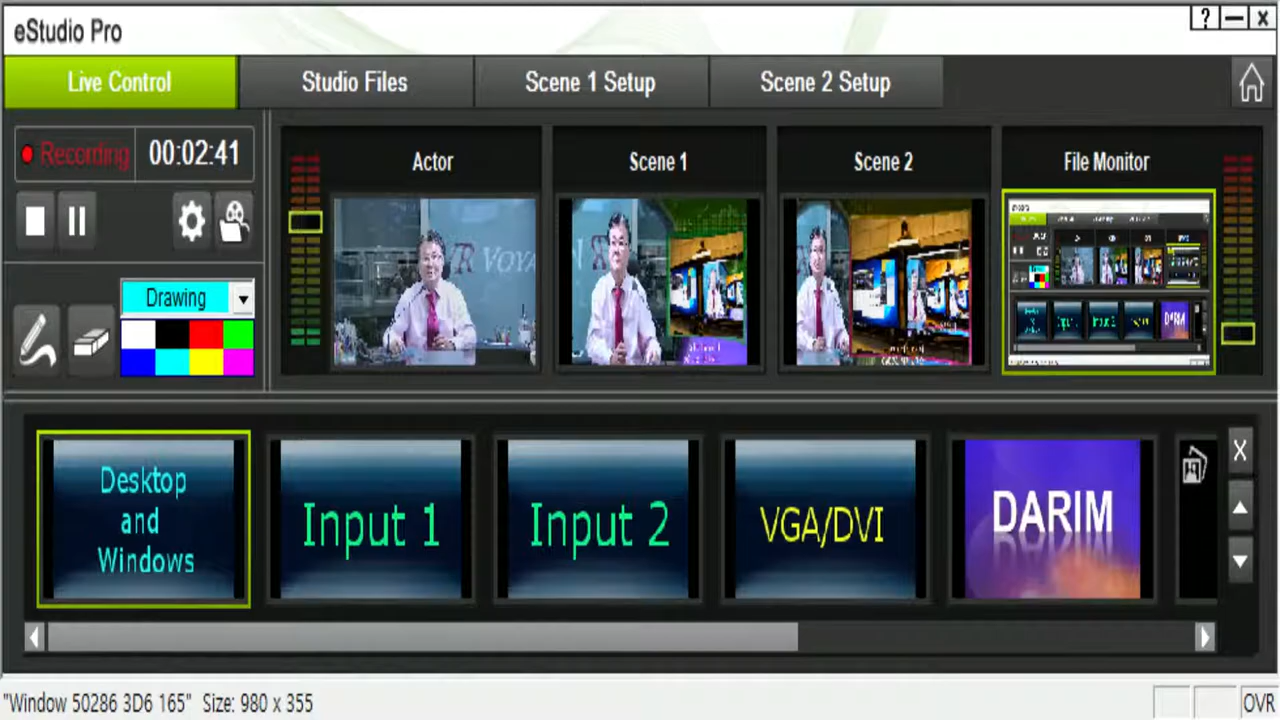 eStudio Pro
?
X
Live Control
Studio Files
Scene 1 Setup
Scene 2 Setup
Recording
00:02:41
Actor
Scene 1
Scene 2
File Monitor
Drawing
Desktop
and
Windows
Input 1
Input 2
VGA/DVI
DARIM
X
"Window 50286 3D6 165" Size: 980 x 355
OVR